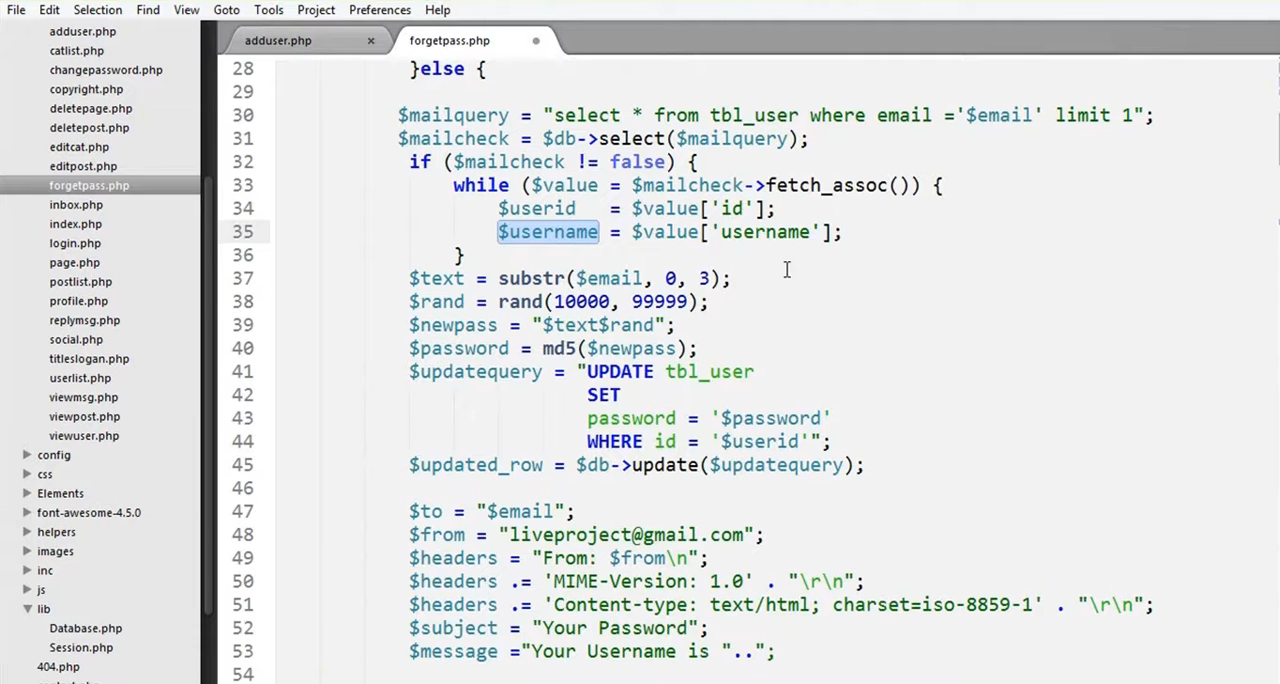 File Edit Selection Find View Goto Tools Project Preferences Help
adduser.php × forgetpass.php
adduser.php
catlist.php
changepassword.php
copyright.php
deletepage.php
deletepost.php
editcat.php
editpost.php
forgetpass.php
inbox.php
index.php
login.php
page.php
postlist.php
profile.php
replymsg.php
social.php
titleslogan.php
userlist.php
viewmsg.php
viewpost.php
viewuser.php
config
css
Elements
font-awesome-4.5.0
helpers
images
inc
js
lib
Database.php
Session.php
404.php
28 }else {
29
30 $mailquery = "select * from tbl_user where email ='$email' limit 1";
31 $mailcheck = $db->select($mailquery);
32 if ($mailcheck != false) {
33 while ($value = $mailcheck->fetch_assoc()) {
34 $userid = $value['id'];
35 $username = $value['username'];
36 }
37 $text = substr($email, 0, 3);
38 $rand = rand(10000, 99999);
39 $newpass = "$text$rand";
40 $password = md5($newpass);
41 $updatequery = "UPDATE tbl_user
42 SET
43 password = '$password'
44 WHERE id = '$userid'";
45 $updated_row = $db->update($updatequery);
46
47 $to = "$email";
48 $from = "liveproject@gmail.com";
49 $headers = "From: $from\n";
50 $headers .= 'MIME-Version: 1.0' . "\r\n";
51 $headers .= 'Content-type: text/html; charset=iso-8859-1' . "\r\n";
52 $subject = "Your Password";
53 $message ="Your Username is "..";
54